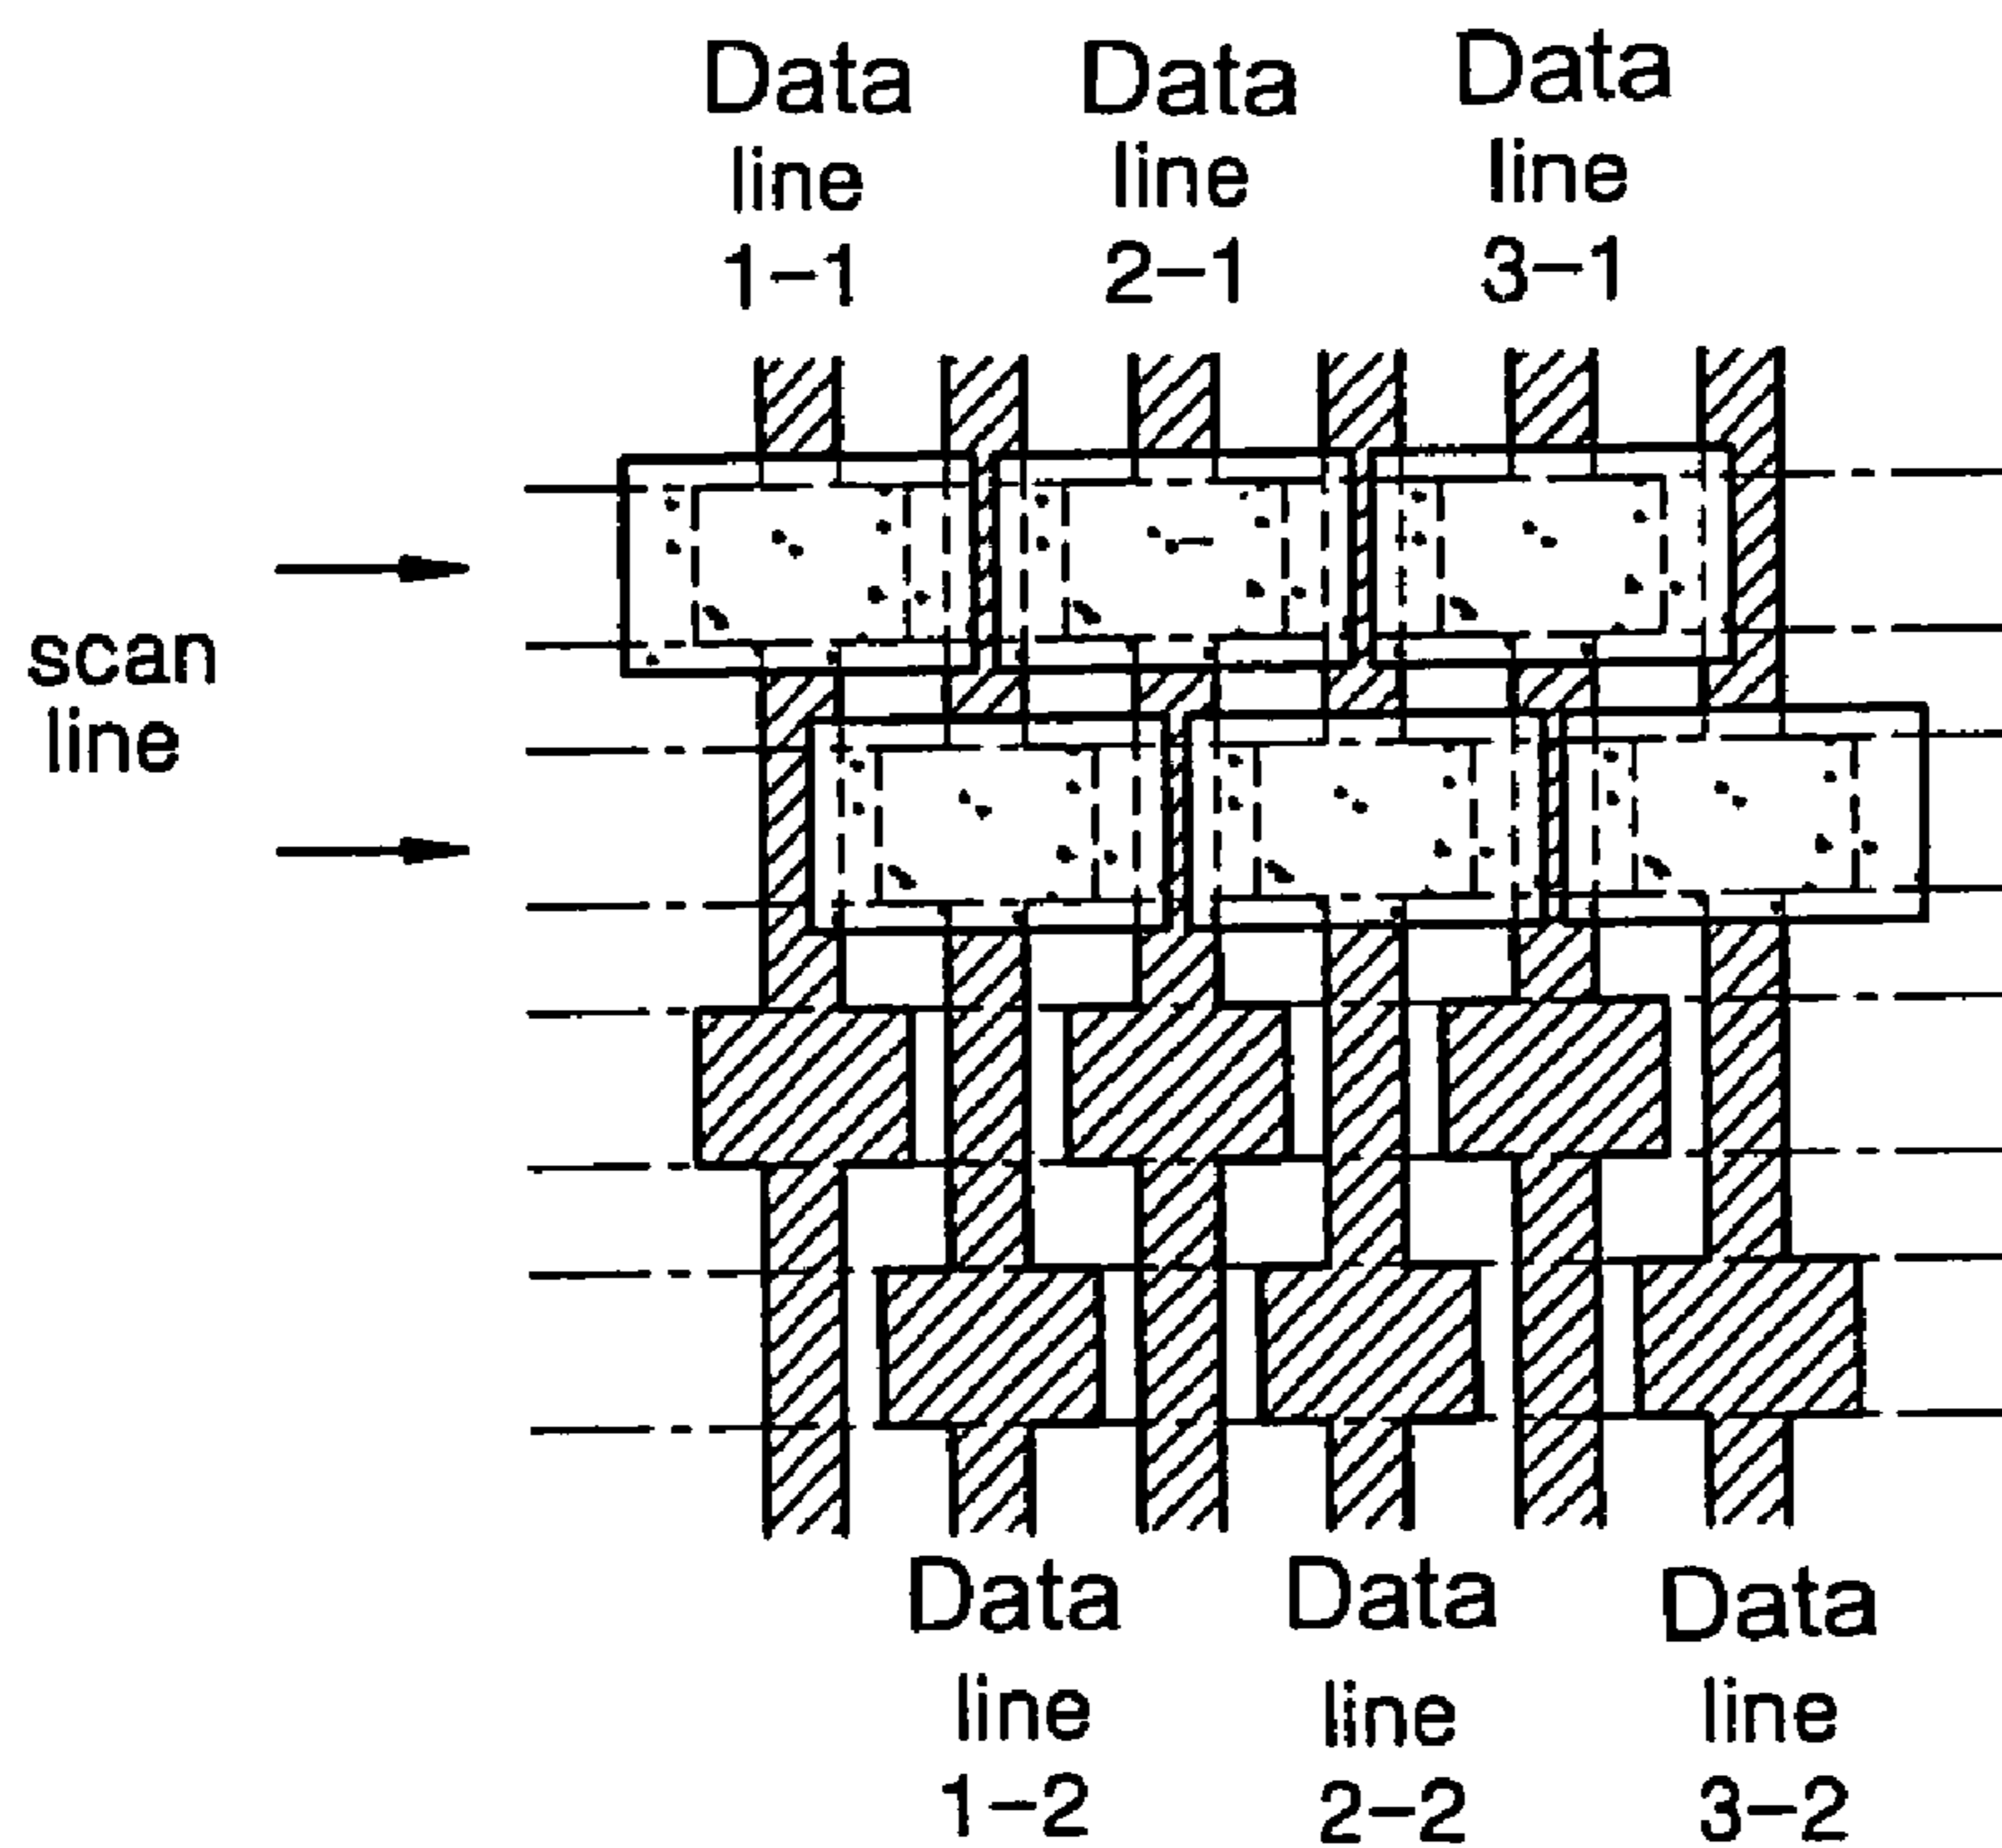 Data
line
1-1
Data
line
2-1
Data
line
3-1
scan
line
Data
line
1-2
Data
line
2-2
Data
line
3-2